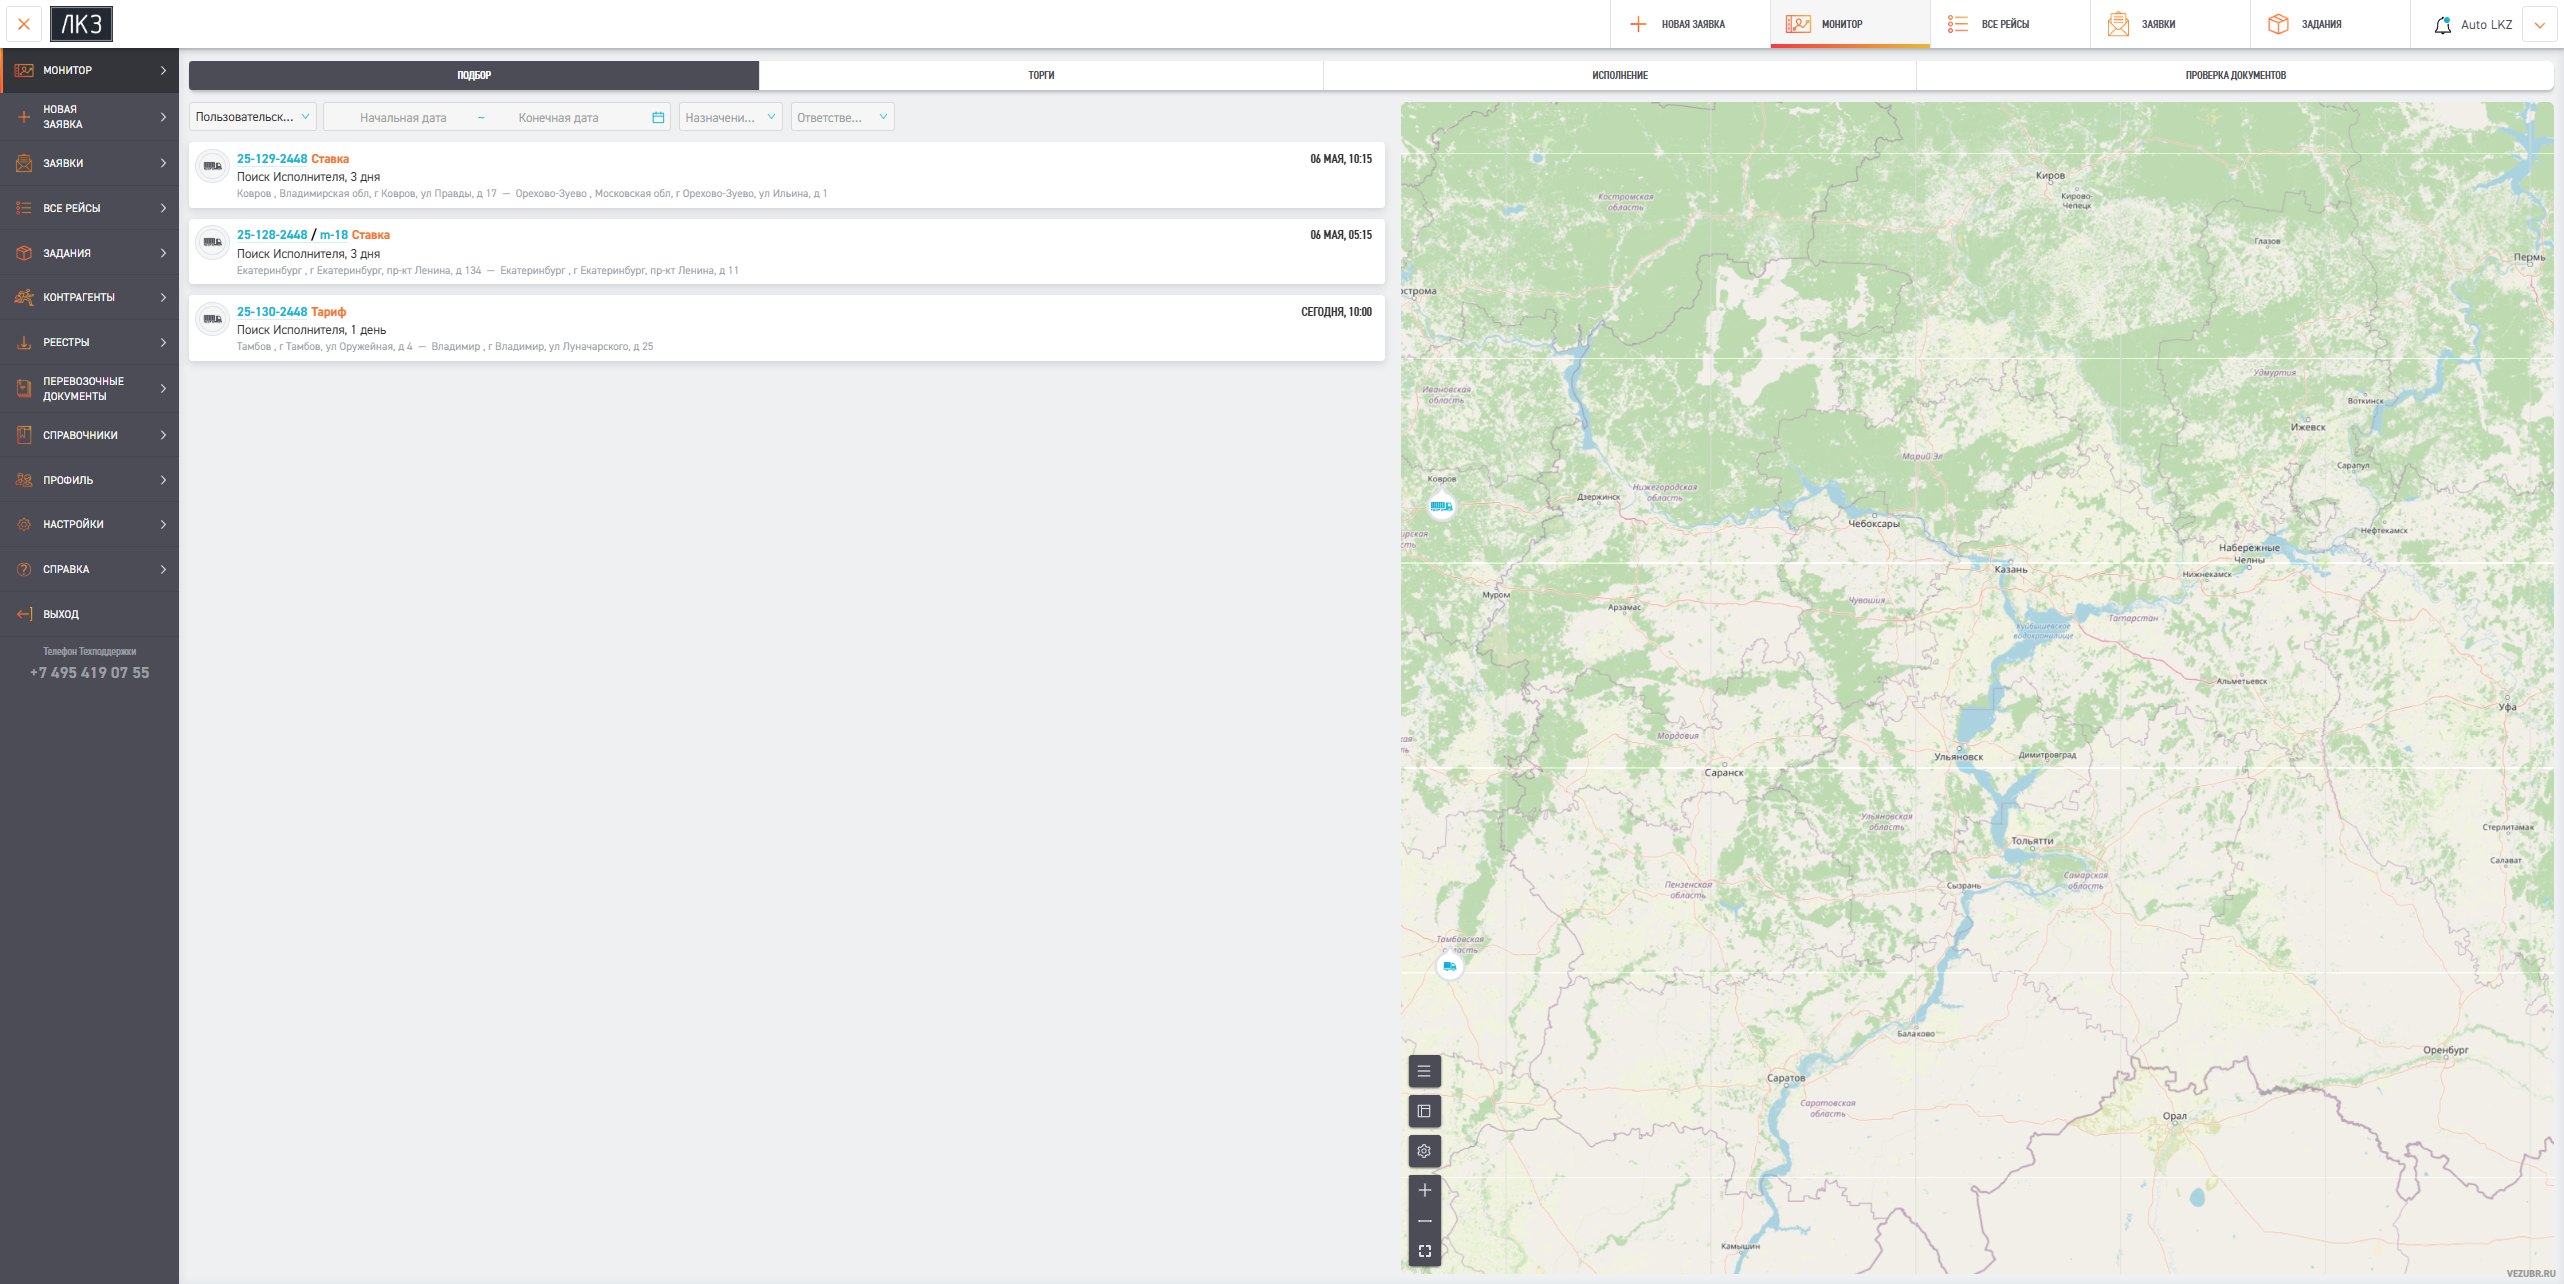 ЛКЗ
НОВАЯ ЗАЯВКА
МОНИТОР
ВСЕ РЕЙСЫ
ЗАЯВКИ
ЗАДАНИЯ
Auto LKZ
МОНИТОР
НОВАЯ
ЗАЯВКА
ЗАЯВКИ
ВСЕ РЕЙСЫ
ЗАДАНИЯ
КОНТРАГЕНТЫ
РЕЕСТРЫ
ПЕРЕВОЗОЧНЫЕ
ДОКУМЕНТЫ
СПРАВОЧНИКИ
ПРОФИЛЬ
НАСТРОЙКИ
СПРАВКА
ВЫХОД
Телефон Техподдержки
+7 495 419 07 55
ПОДБОР
ТОРГИ
ИСПОЛНЕНИЕ
ПРОВЕРКА ДОКУМЕНТОВ
Пользовательск...
Начальная дата – Конечная дата
Назначени...
Ответстве...
25-129-2448 Ставка 06 МАЯ, 10:15
Поиск Исполнителя, 3 дня
Ковров , Владимирская обл, г Ковров, ул Правды, д 17 — Орехово-Зуево , Московская обл, г Орехово-Зуево, ул Ильина, д 1
25-128-2448 / m-18 Ставка 06 МАЯ, 05:15
Поиск Исполнителя, 3 дня
Екатеринбург , г Екатеринбург, пр-кт Ленина, д 134 — Екатеринбург , г Екатеринбург, пр-кт Ленина, д 11
25-130-2448 Тариф СЕГОДНЯ, 10:00
Поиск Исполнителя, 1 день
Тамбов , г Тамбов, ул Оружейная, д 4 — Владимир , г Владимир, ул Луначарского, д 25
Киров
Кирово-
Чепецк
Костромская
область
Глазов
Пермь
острома
Ивановская
область
Удмуртия
Воткинск
Ижевск
Марий Эл
Сарапул
Ковров
Дзержинск
Нижегородская
область
Чебоксары
Нефтекамск
Набережные
Челны
Казань
Нижнекамск
Муром
Арзамас
Чувашия
Куйбышевское
водохранилище
Татарстан
Альметьевск
Уфа
Мордовия
Саранск
Ульяновск
Димитровград
Ульяновская
область
Стерлитамак
Тольятти
Салават
Пензенская
область
Сызрань
Самарская
область
Тамбовская
область
Балаково
Оренбург
Саратов
Саратовская
область
Орал
Камышин
VEZUBR.RU